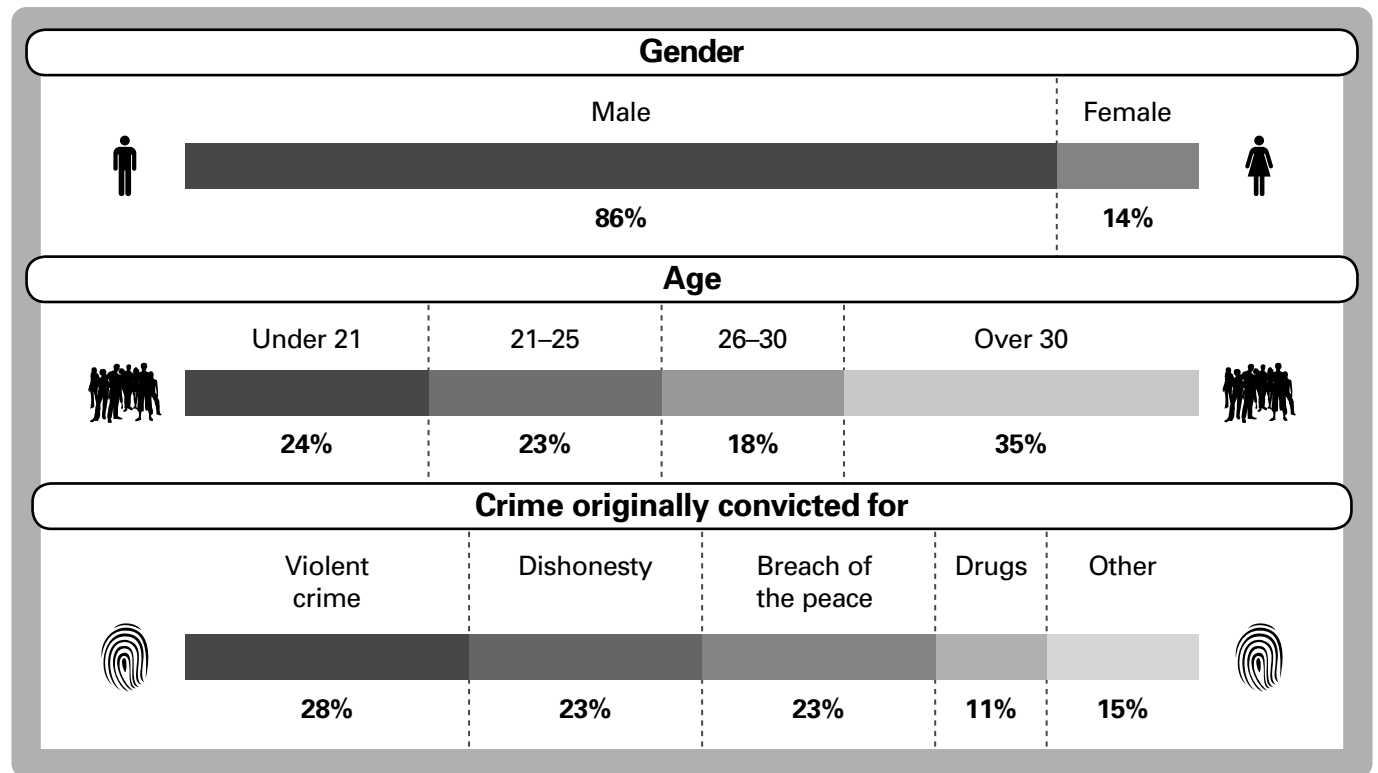 Gender
Male Female
86% 14%
Age
Under 21 21–25 26–30 Over 30
24% 23% 18% 35%
Crime originally convicted for
Violent Dishonesty Breach of Drugs Other
crime the peace
28% 23% 23% 11% 15%